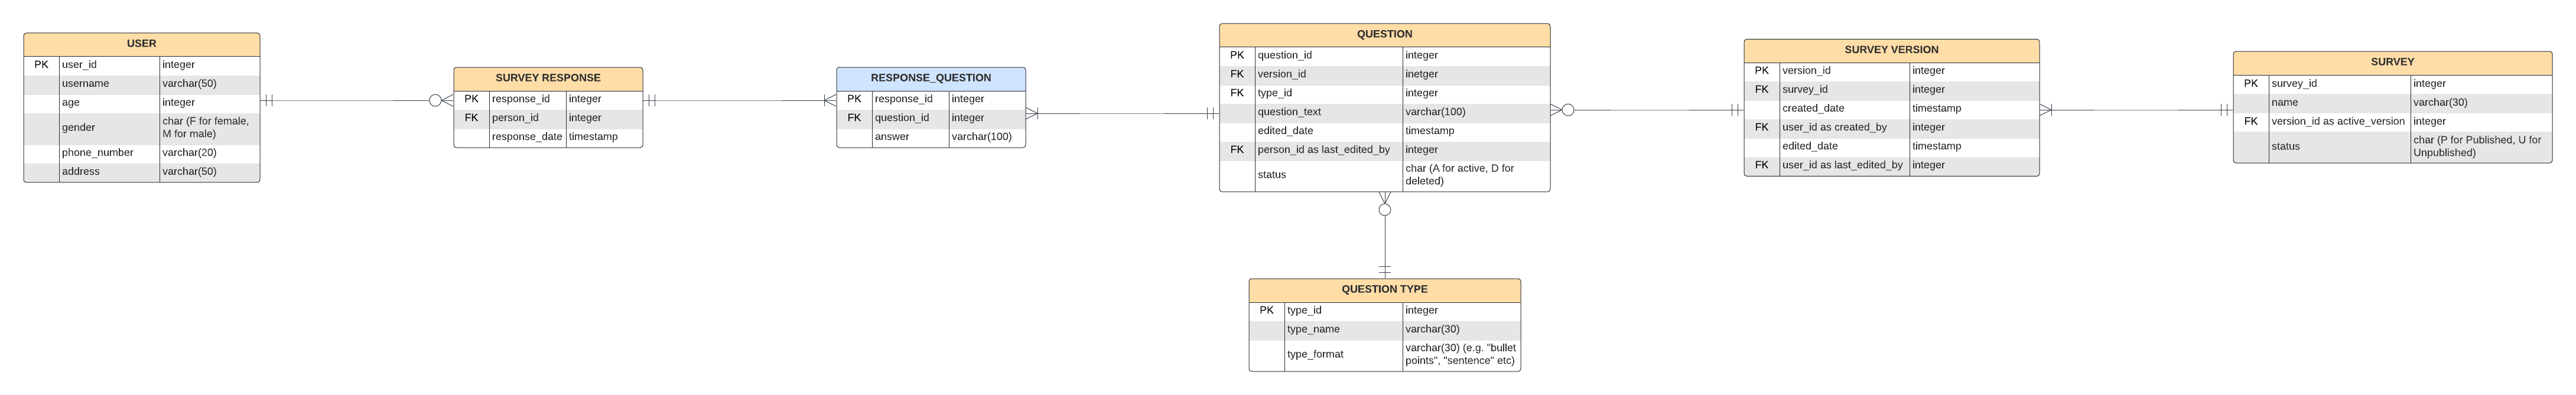 USER
PK user_id integer
username varchar(50)
age integer
gender char (F for female,
M for male)
phone_number varchar(20)
address varchar(50)
SURVEY RESPONSE
PK response_id integer
FK person_id integer
response_date timestamp
RESPONSE_QUESTION
PK response_id integer
FK question_id integer
answer varchar(100)
QUESTION
PK question_id integer
FK version_id inetger
FK type_id integer
question_text varchar(100)
edited_date timestamp
FK person_id as last_edited_by integer
status char (A for active, D for
deleted)
QUESTION TYPE
PK type_id integer
type_name varchar(30)
type_format varchar(30) (e.g. "bullet
points", "sentence" etc)
SURVEY VERSION
PK version_id integer
FK survey_id integer
created_date timestamp
FK user_id as created_by integer
edited_date timestamp
FK user_id as last_edited_by integer
SURVEY
PK survey_id integer
name varchar(30)
FK version_id as active_version integer
status char (P for Published, U for
Unpublished)